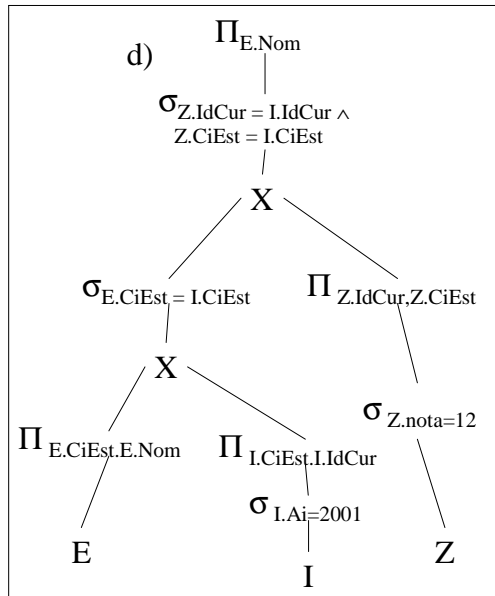 d)
Π E.Nom
σ Z.IdCur = I.IdCur ∧
Z.CiEst = I.CiEst
X
σ E.CiEst = I.CiEst
Π Z.IdCur,Z.CiEst
X
σ Z.nota=12
Π E.CiEst.E.Nom
Π I.CiEst.I.IdCur
σ I.Ai=2001
E
I
Z